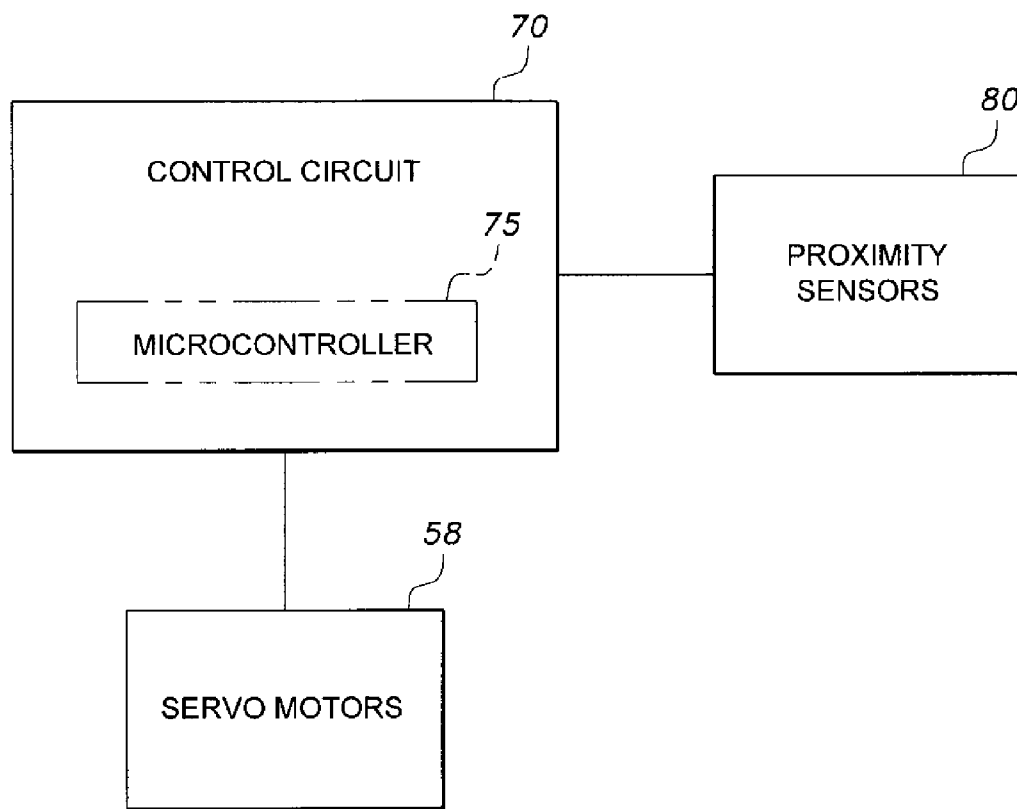 70
CONTROL CIRCUIT
80
75
PROXIMITY
SENSORS
MICROCONTROLLER
58
SERVO MOTORS